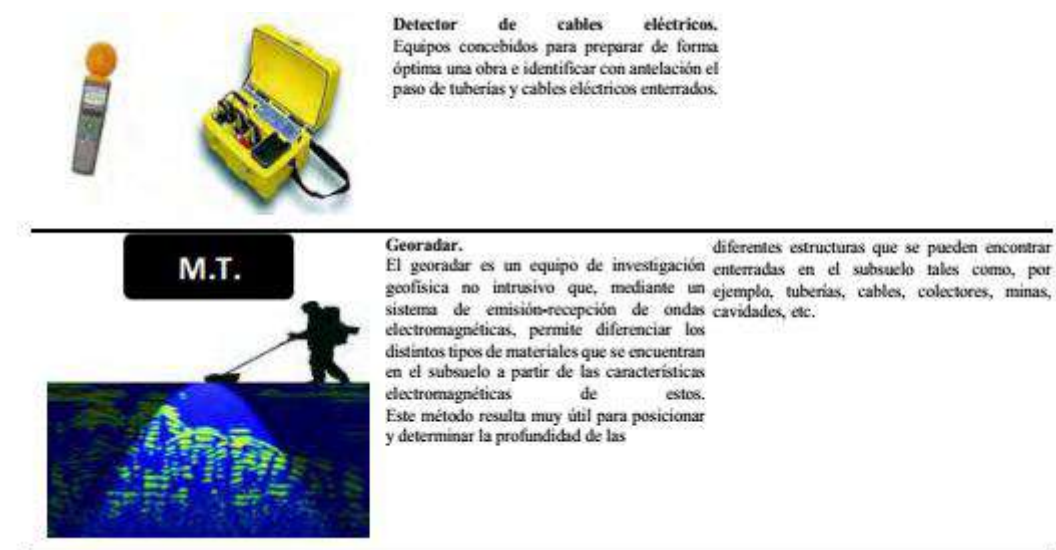 Detector de cables eléctricos.
Equipos concebidos para preparar de forma
óptima una obra e identificar con antelación el
paso de tuberías y cables eléctricos enterrados.
M.T.
Georadar.
El georadar es un equipo de investigación
geofísica no intrusivo que, mediante un
sistema de emisión-recepción de ondas
electromagnéticas, permite diferenciar los
distintos tipos de materiales que se encuentran
en el subsuelo a partir de las características
electromagnéticas de estos.
Este método resulta muy útil para posicionar
y determinar la profundidad de las
diferentes estructuras que se pueden encontrar
enterradas en el subsuelo tales como, por
ejemplo, tuberías, cables, colectores, minas,
cavidades, etc.